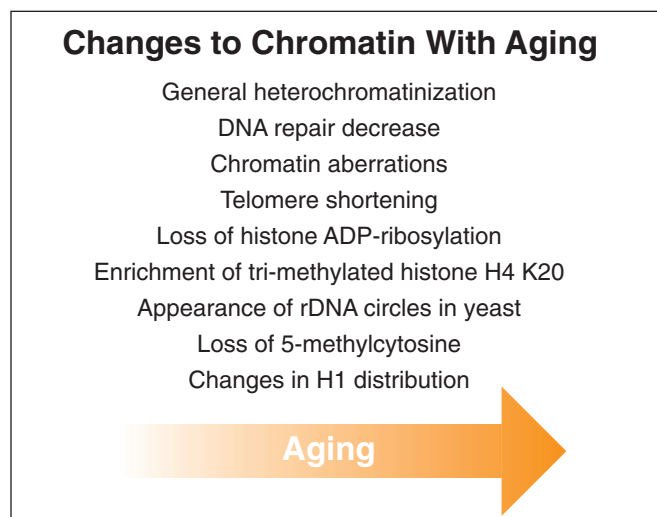 Changes to Chromatin With Aging
General heterochromatinization
DNA repair decrease
Chromatin aberrations
Telomere shortening
Loss of histone ADP-ribosylation
Enrichment of tri-methylated histone H4 K20
Appearance of rDNA circles in yeast
Loss of 5-methylcytosine
Changes in H1 distribution
Aging